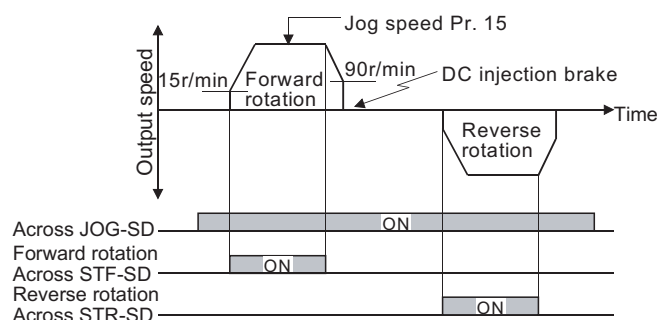 Jog speed Pr. 15
Output speed
15r/min
Forward
rotation
90r/min
DC injection brake
Time
Reverse
rotation
Across JOG-SD
ON
Forward rotation
Across STF-SD
ON
Reverse rotation
Across STR-SD
ON